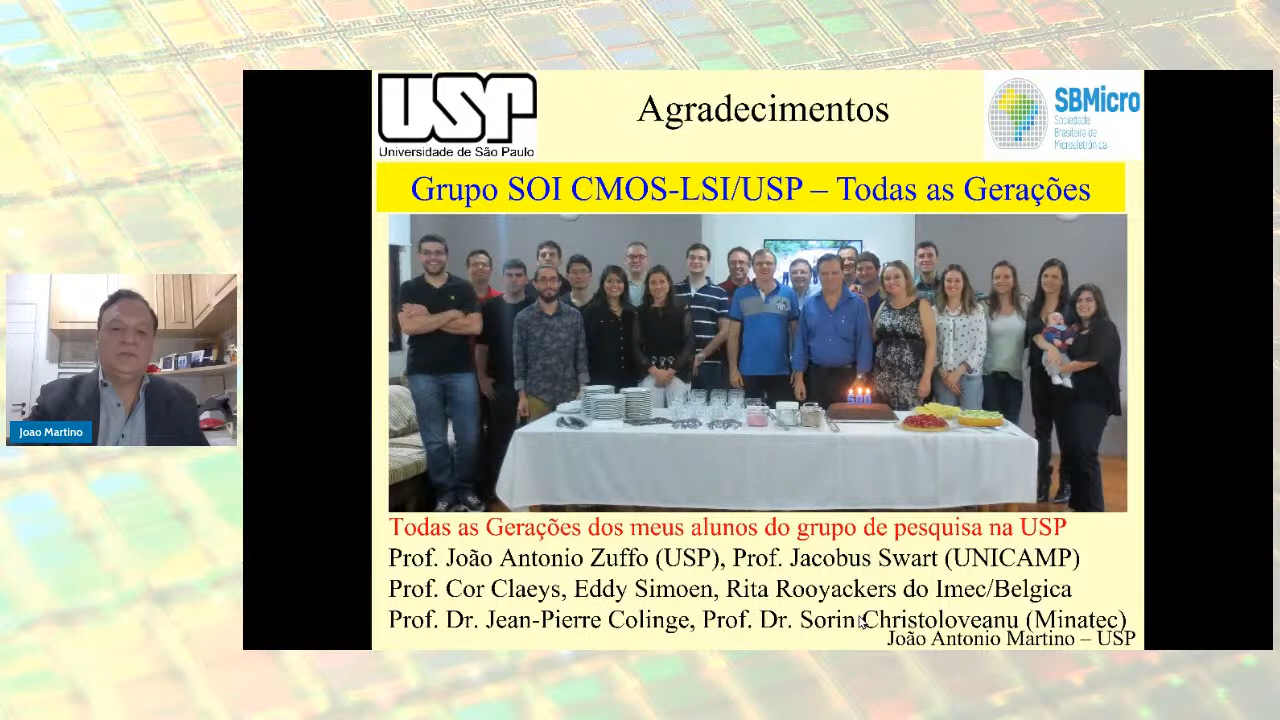 USP
Universidade de São Paulo
Agradecimentos
SBMicro
Sociedade
Brasileira de
Microeletrônica
Grupo SOI CMOS-LSI/USP – Todas as Gerações
Joao Martino
Todas as Gerações dos meus alunos do grupo de pesquisa na USP
Prof. João Antonio Zuffo (USP), Prof. Jacobus Swart (UNICAMP)
Prof. Cor Claeys, Eddy Simoen, Rita Rooyackers do Imec/Belgica
Prof. Dr. Jean-Pierre Colinge, Prof. Dr. Sorin Christoloveanu (Minatec)
João Antonio Martino – USP